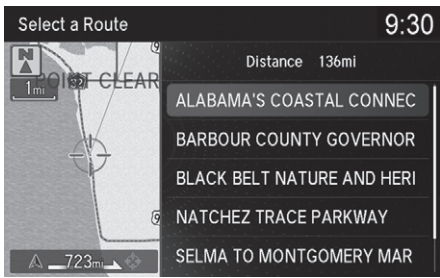 Select a Route
9:30
N
1mi
POINT CLEAR
Distance 136mi
ALABAMA'S COASTAL CONNEC
BARBOUR COUNTY GOVERNOR
BLACK BELT NATURE AND HERI
NATCHEZ TRACE PARKWAY
SELMA TO MONTGOMERY MAR
723mi